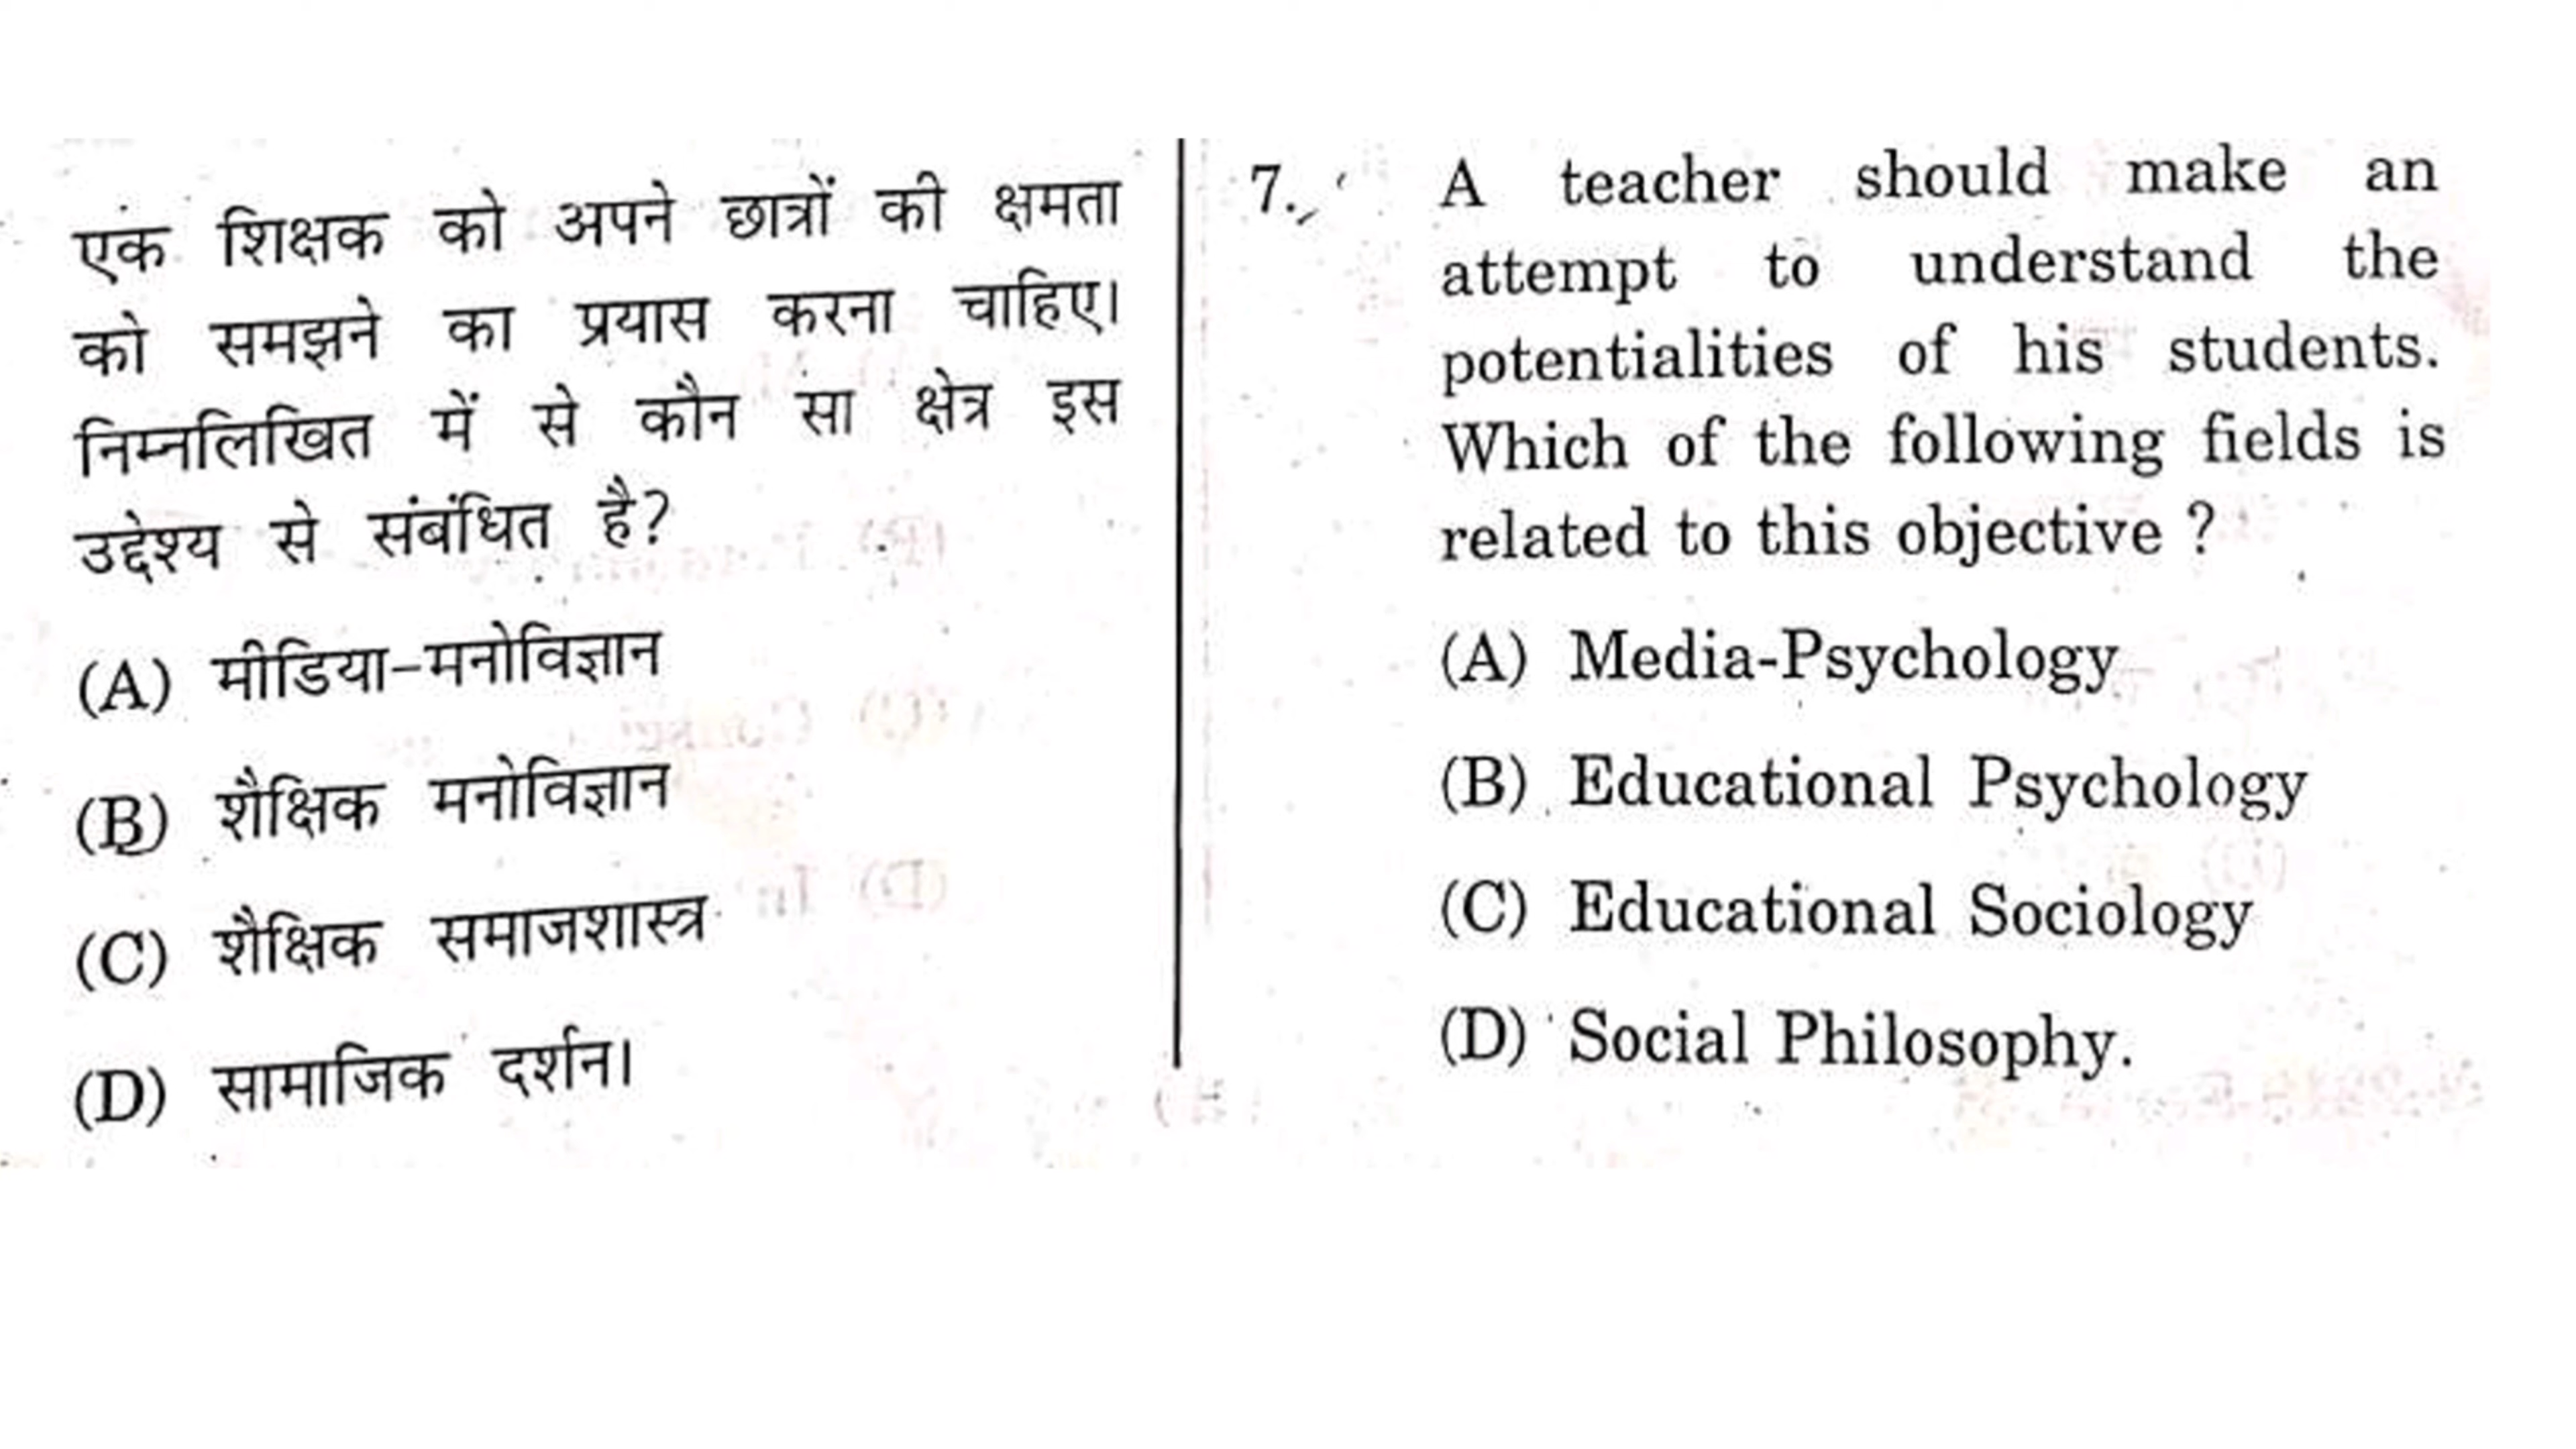 एक शिक्षक को अपने छात्रों की क्षमता
को समझने का प्रयास करना चाहिए।
निम्नलिखित में से कौन सा क्षेत्र इस
उद्देश्य से संबंधित है?
(A) मीडिया-मनोविज्ञान
(B) शैक्षिक मनोविज्ञान
(C) शैक्षिक समाजशास्त्र
(D) सामाजिक दर्शन।
7. A teacher should make an
attempt to understand the
potentialities of his students.
Which of the following fields is
related to this objective ?
(A) Media-Psychology
(B) Educational Psychology
(C) Educational Sociology
(D) Social Philosophy.